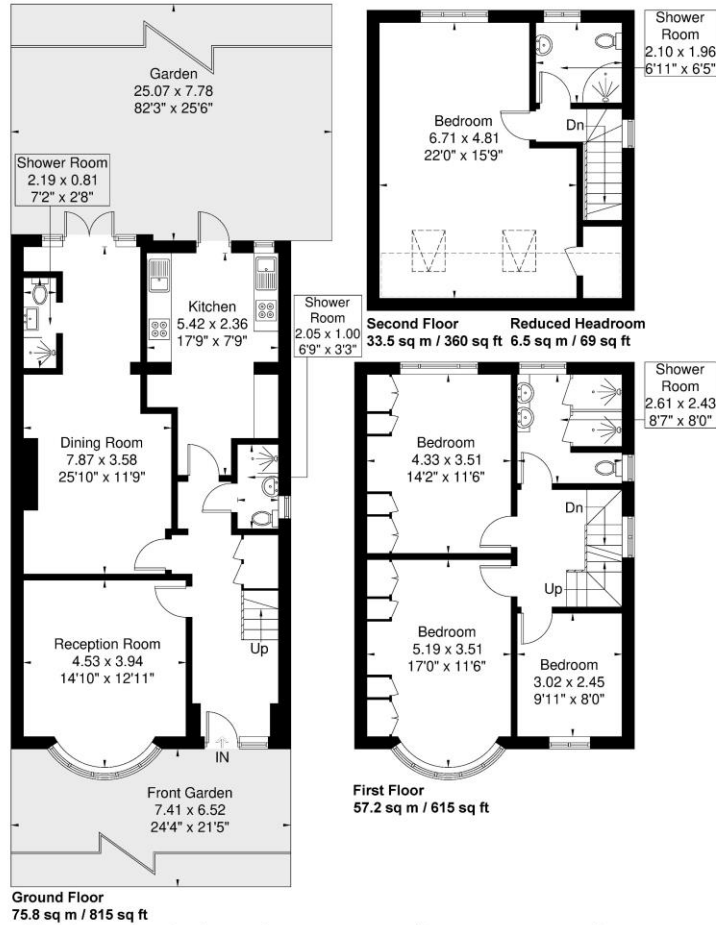 Garden
25.07 x 7.78
82'3" x 25'6"
Shower Room
2.19 x 0.81
7'2" x 2'8"
Kitchen
5.42 x 2.36
17'9" x 7'9"
Shower
Room
2.05 x 1.00
6'9" x 3'3"
Dining Room
7.87 x 3.58
25'10" x 11'9"
Reception Room
4.53 x 3.94
14'10" x 12'11"
Up
IN
Front Garden
7.41 x 6.52
24'4" x 21'5"
Ground Floor
75.8 sq m / 815 sq ft
Shower
Room
2.10 x 1.96
6'11" x 6'5"
Bedroom
6.71 x 4.81
22'0" x 15'9"
Dn
Second Floor
33.5 sq m / 360 sq ft
Reduced Headroom
6.5 sq m / 69 sq ft
Shower
Room
2.61 x 2.43
8'7" x 8'0"
Bedroom
4.33 x 3.51
14'2" x 11'6"
Dn
Up
Bedroom
5.19 x 3.51
17'0" x 11'6"
Bedroom
3.02 x 2.45
9'11" x 8'0"
First Floor
57.2 sq m / 615 sq ft